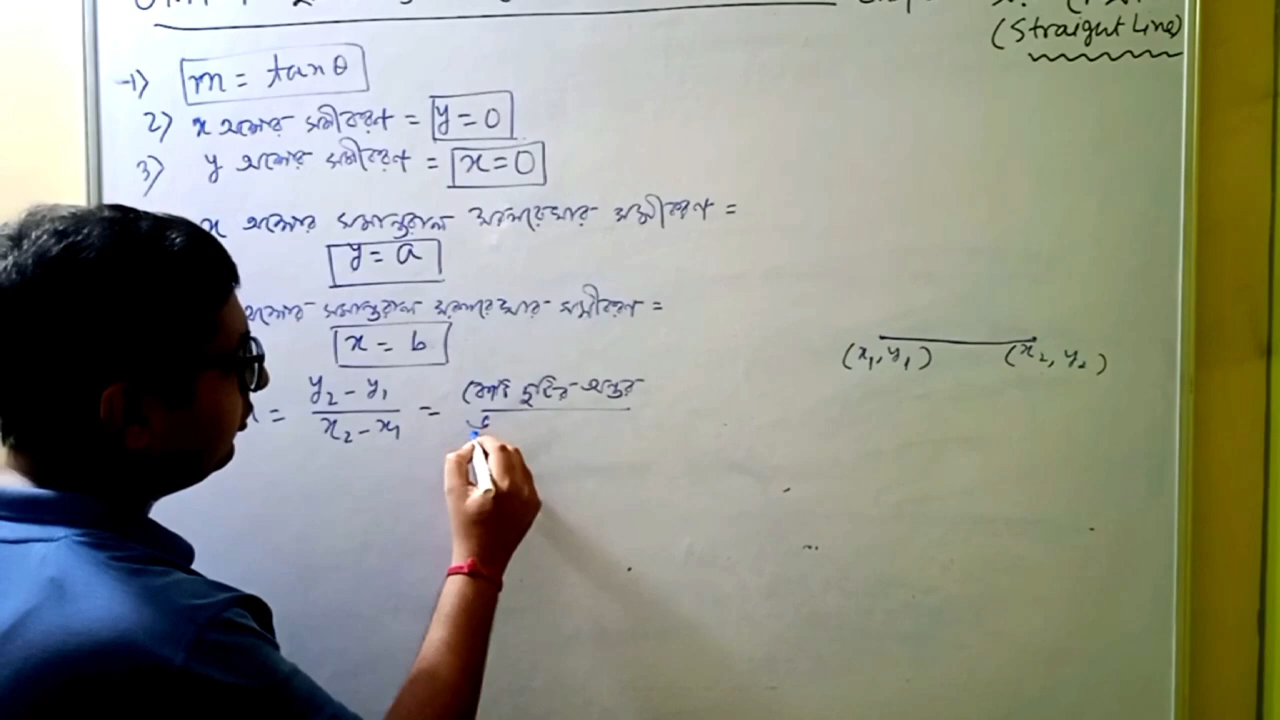 (Straight Line)
1) m = tan θ
2) x অক্ষের সমীকরণ = y = 0
3) y অক্ষের সমীকরণ = x = 0
x অক্ষের সমান্তরাল সরলরেখার সমীকরণ =
y = a
অক্ষের সমান্তরাল সরলরেখার সমীকরণ =
x = b
(x₁, y₁) (x₂, y₂)
= y₂ - y₁ / x₂ - x₁ = কোটি দুটির অন্তর